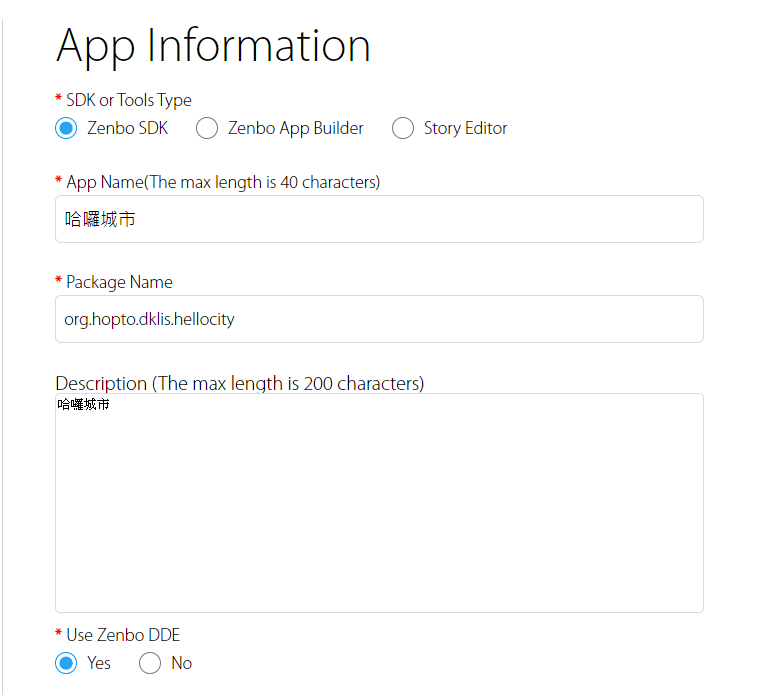 App Information
* SDK or Tools Type
Zenbo SDK Zenbo App Builder Story Editor
* App Name(The max length is 40 characters)
哈囉城市
* Package Name
org.hopto.dklis.hellocity
Description (The max length is 200 characters)
哈囉城市
* Use Zenbo DDE
Yes No